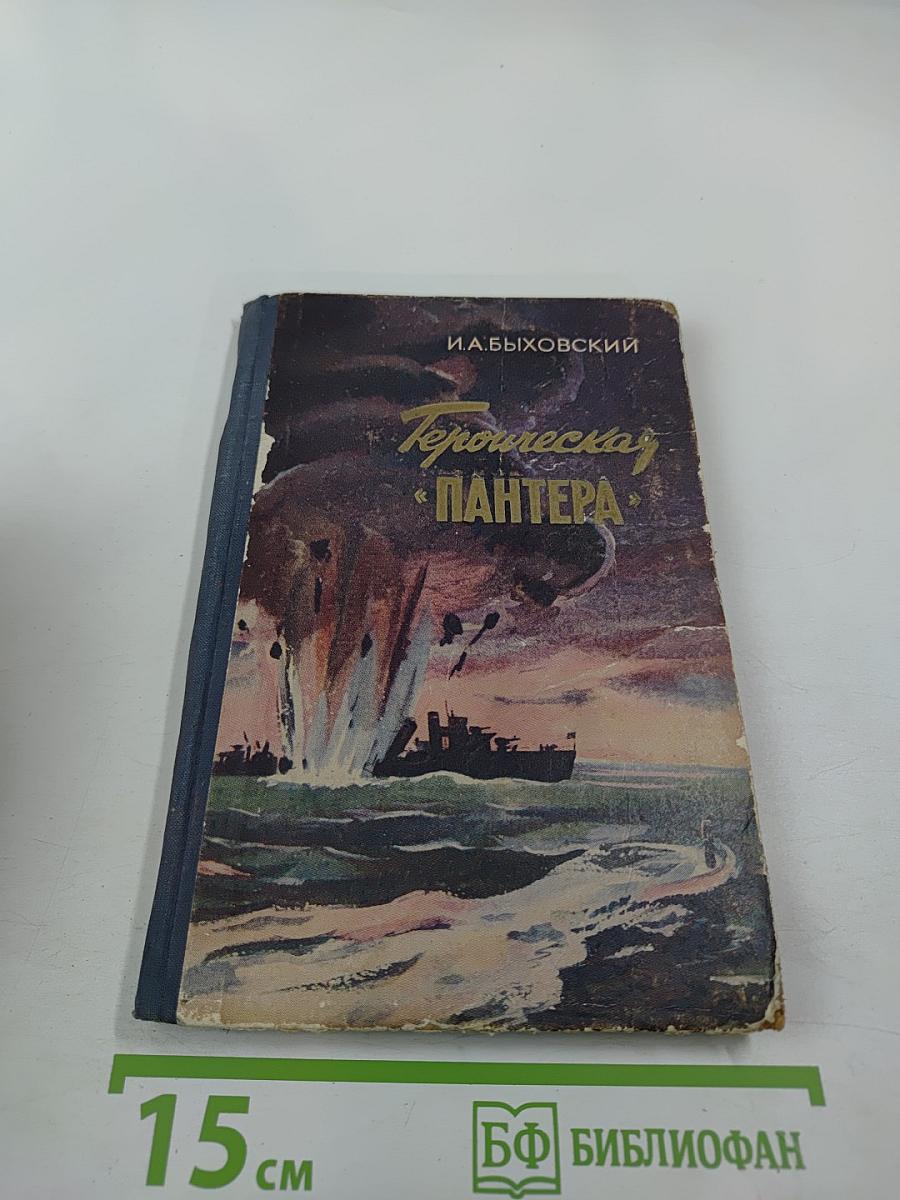 И.А.БЫХОВСКИЙ
Героическая
«ПАНТЕРА»
15 см
БФ БИБЛИОФАН